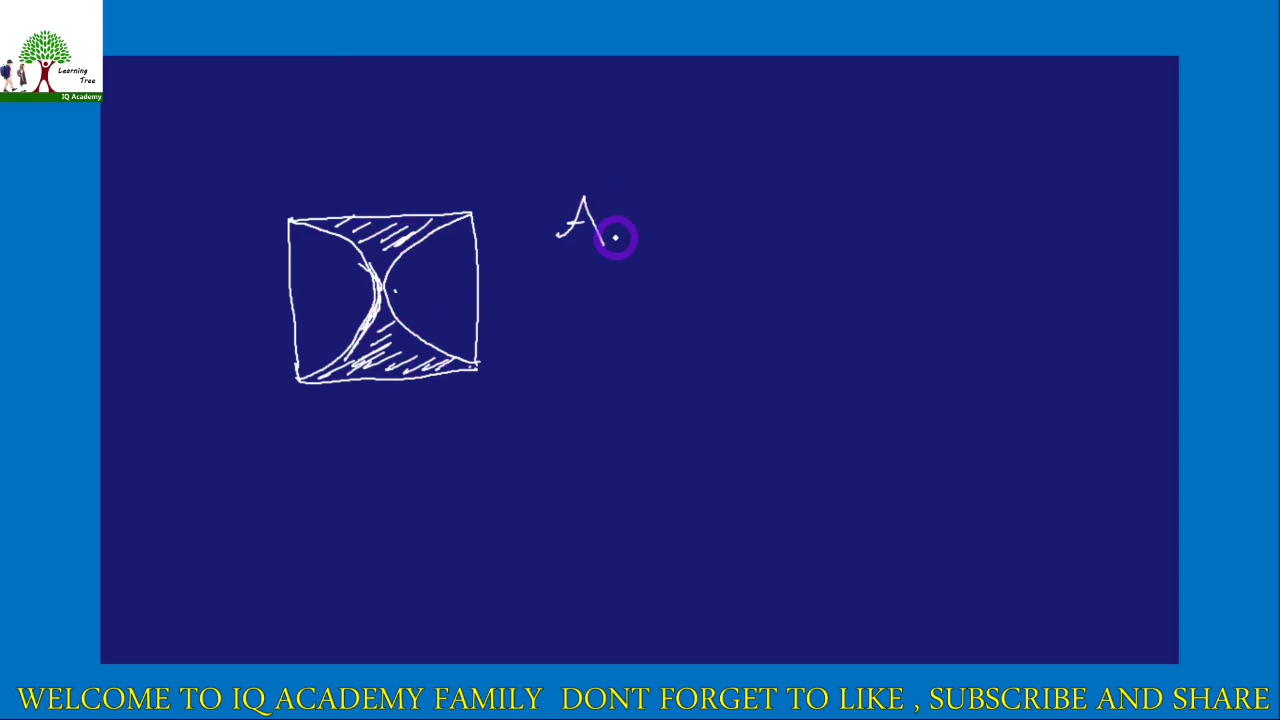 Learning
Tree
IQ Academy
A
WELCOME TO IQ ACADEMY FAMILY DONT FORGET TO LIKE , SUBSCRIBE AND SHARE